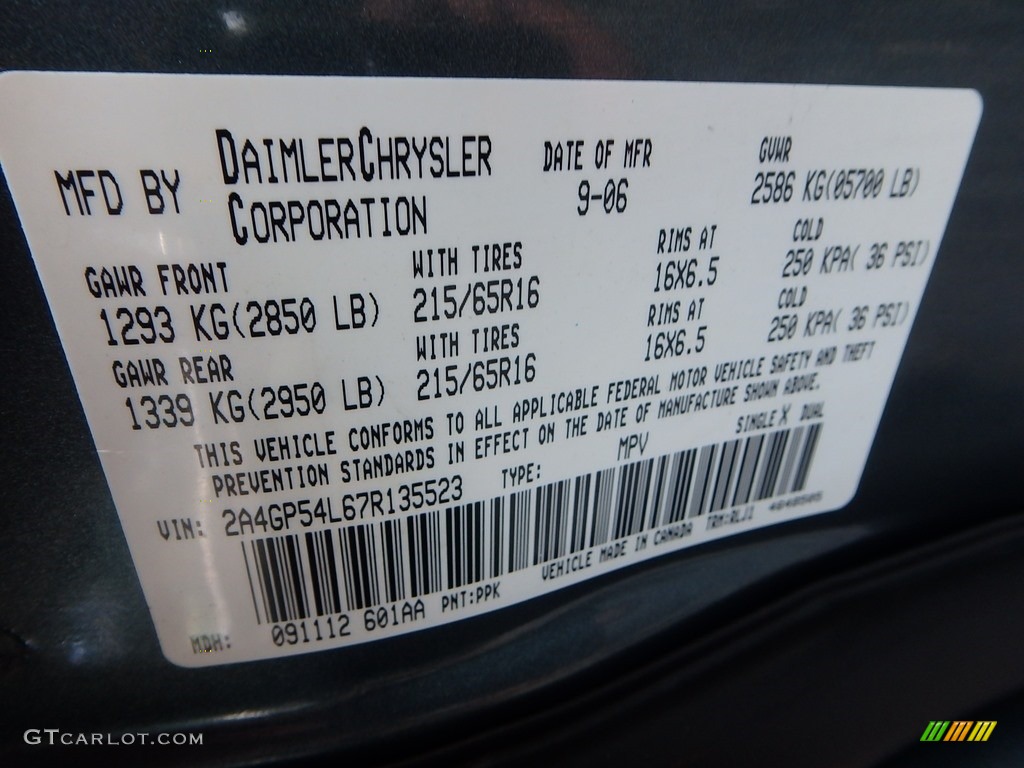 MFD BY DAIMLERCHRYSLER CORPORATION
DATE OF MFR
9-06
GVWR
2586 KG(05700 LB)
GAWR FRONT
1293 KG(2850 LB)
WITH TIRES
215/65R16
RIMS AT
16X6.5
COLD
250 KPA( 36 PSI)
GAWR REAR
1339 KG(2950 LB)
WITH TIRES
215/65R16
RIMS AT
16X6.5
COLD
250 KPA( 36 PSI)
THIS VEHICLE CONFORMS TO ALL APPLICABLE FEDERAL MOTOR VEHICLE SAFETY AND THEFT
PREVENTION STANDARDS IN EFFECT ON THE DATE OF MANUFACTURE SHOWN ABOVE.
VIN: 2A4GP54L67R135523 TYPE: MPV SINGLE X DUAL
MDH: 091112 601AA PNT:PPK VEHICLE MADE IN CANADA TRM:RLJ1 4648505
GTCARLOT.COM